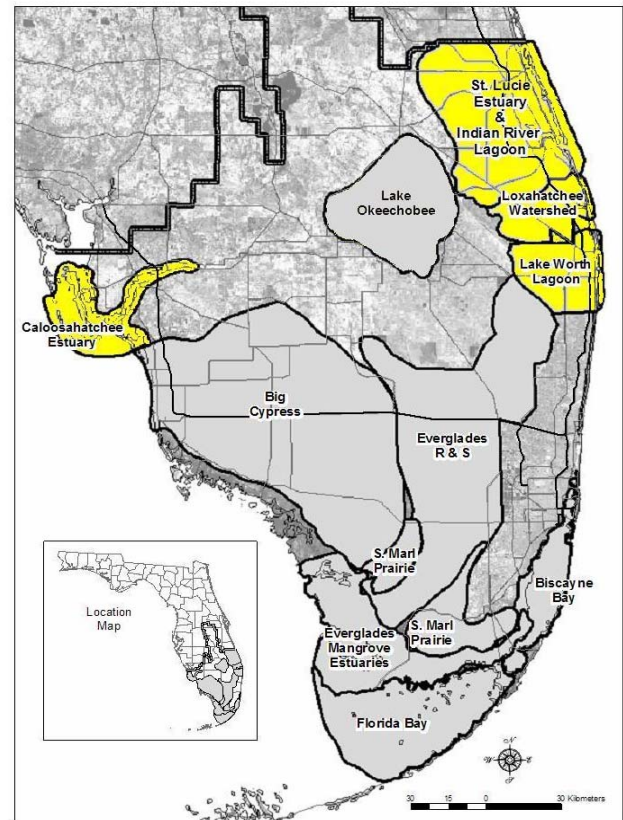 St. Lucie
Estuary
&
Indian River
Lagoon
Lake
Okeechobee
Loxahatchee
Watershed
Lake Worth
Lagoon
Caloosahatchee
Estuary
Big
Cypress
Everglades
R & S
S. Marl
Prairie
Biscayne
Bay
Location
Map
S. Marl
Prairie
Everglades
Mangrove
Estuaries
Florida Bay
N
W
E
S
30 15 0 30 Kilometers